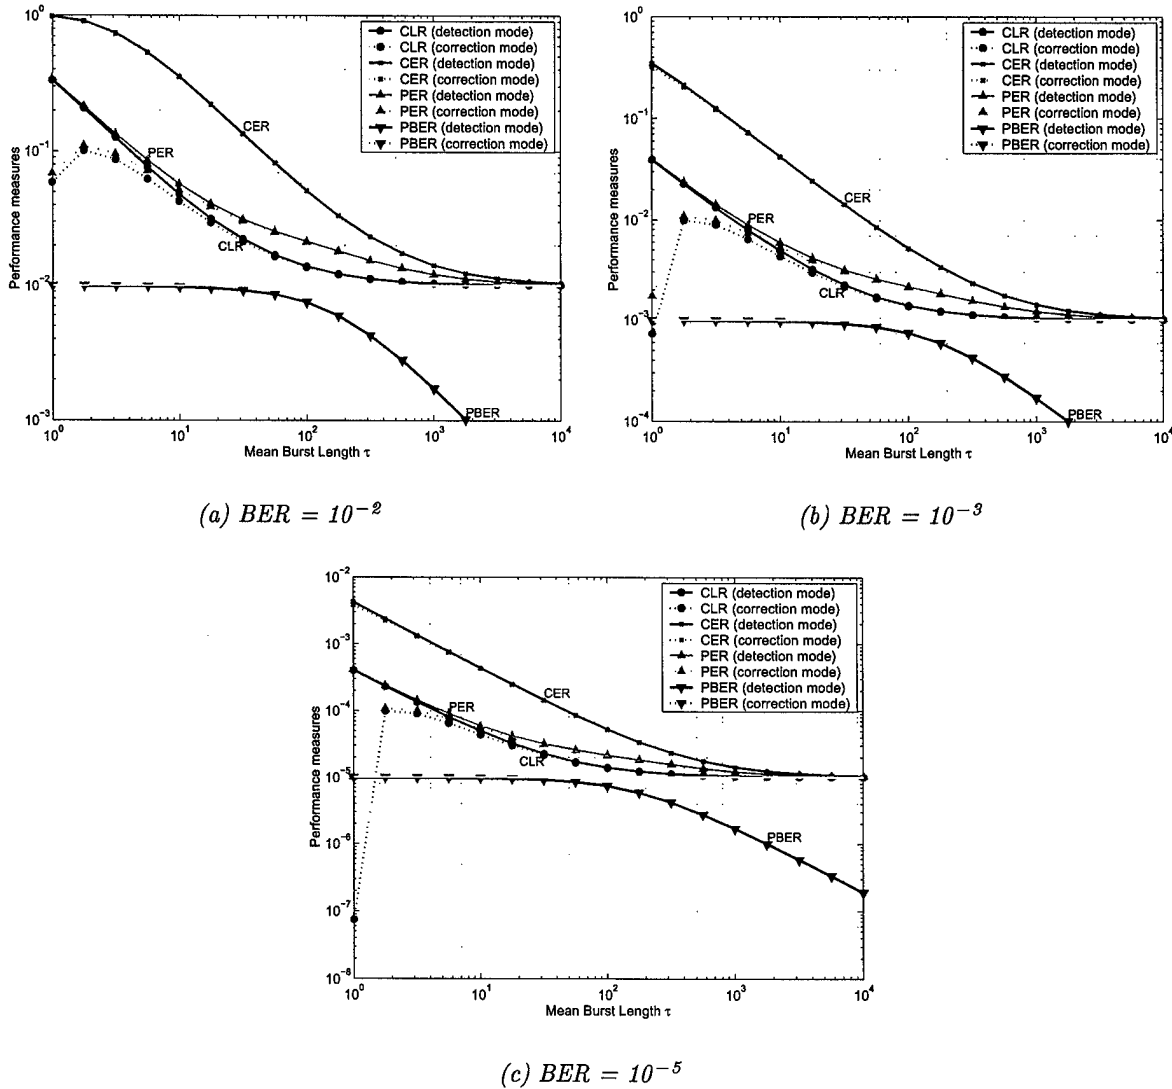 10⁰
10⁻¹
10⁻²
10⁻³
Performance measures
CLR (detection mode)
CLR (correction mode)
CER (detection mode)
CER (correction mode)
PER (detection mode)
PER (correction mode)
PBER (detection mode)
PBER (correction mode)
CER
PER
CLR
PBER
10⁰ 10¹ 10² 10³ 10⁴
Mean Burst Length τ
(a) BER = 10⁻²
10⁰
10⁻¹
10⁻²
10⁻³
10⁻⁴
Performance measures
CLR (detection mode)
CLR (correction mode)
CER (detection mode)
CER (correction mode)
PER (detection mode)
PER (correction mode)
PBER (detection mode)
PBER (correction mode)
CER
PER
CLR
PBER
10⁰ 10¹ 10² 10³ 10⁴
Mean Burst Length τ
(b) BER = 10⁻³
10⁻²
10⁻³
10⁻⁴
10⁻⁵
10⁻⁶
10⁻⁷
10⁻⁸
Performance measures
CLR (detection mode)
CLR (correction mode)
CER (detection mode)
CER (correction mode)
PER (detection mode)
PER (correction mode)
PBER (detection mode)
PBER (correction mode)
CER
PER
CLR
PBER
10⁰ 10¹ 10² 10³ 10⁴
Mean Burst Length τ
(c) BER = 10⁻⁵